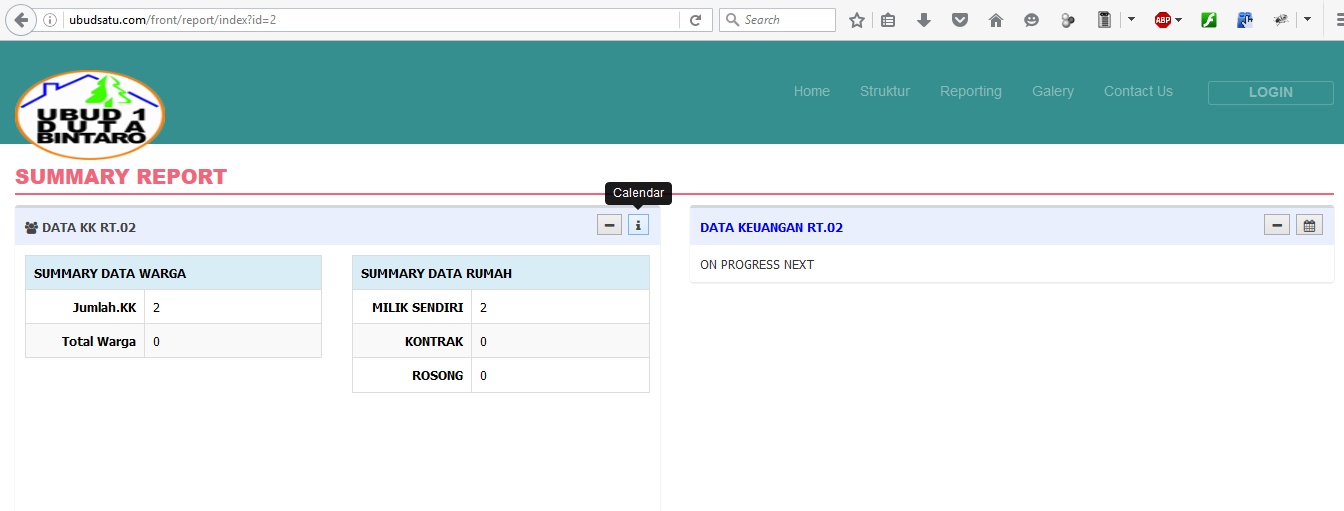 ubudsatu.com/front/report/index?id=2
Search
ABP
UBUD 1
DUTA
BINTARO
Home Struktur Reporting Galery Contact Us LOGIN
SUMMARY REPORT
Calendar
DATA KK RT.02
SUMMARY DATA WARGA
Jumlah.KK 2
Total Warga 0
SUMMARY DATA RUMAH
MILIK SENDIRI 2
KONTRAK 0
ROSONG 0
DATA KEUANGAN RT.02
ON PROGRESS NEXT